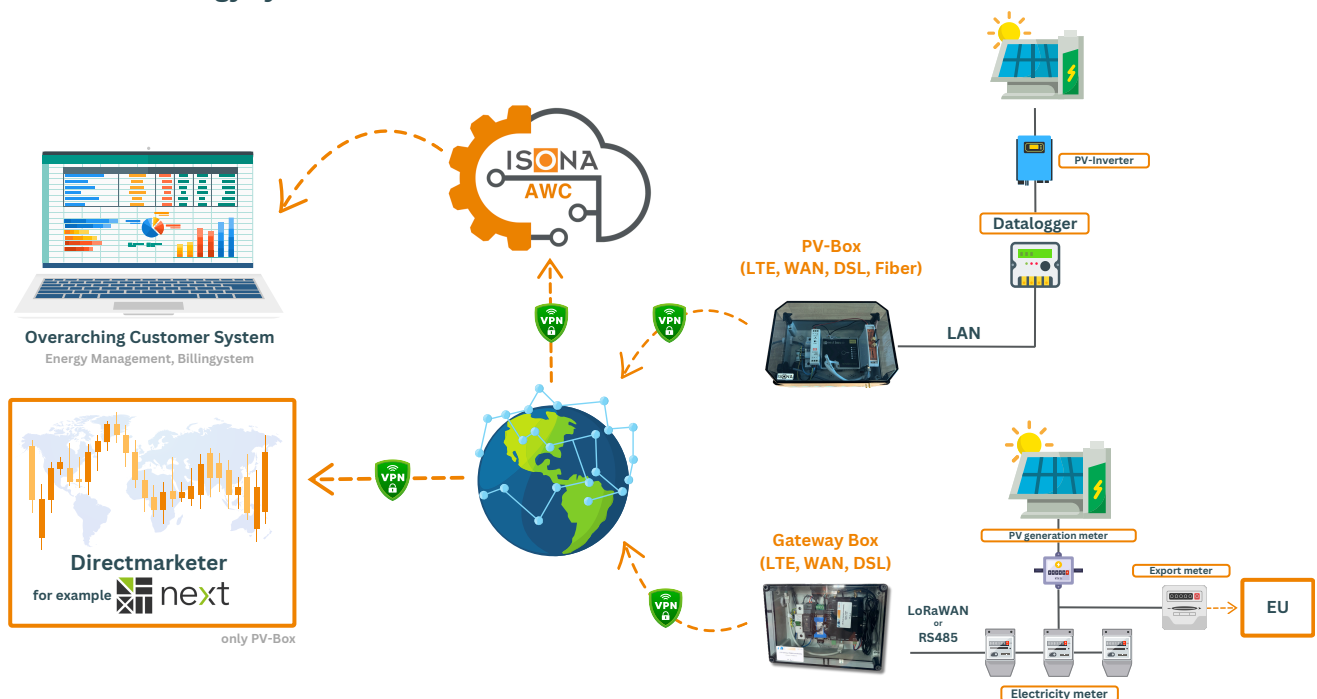 ISONA
AWC
PV-Inverter
Datalogger
PV-Box
(LTE, WAN, DSL, Fiber)
VPN
VPN
LAN
Overarching Customer System
Energy Management, Billingystem
VPN
Directmarketer
for example next
only PV-Box
PV generation meter
Gateway Box
(LTE, WAN, DSL)
Export meter
EU
VPN
LoRaWAN
or
RS485
Electricity meter